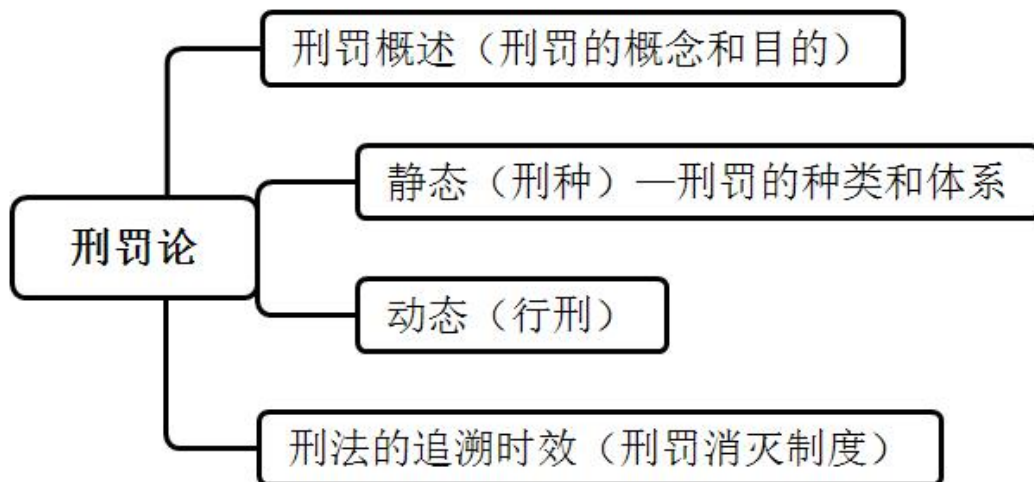 刑罚概述（刑罚的概念和目的）
静态（刑种）—刑罚的种类和体系
刑罚论
动态（行刑）
刑法的追溯时效（刑罚消灭制度）